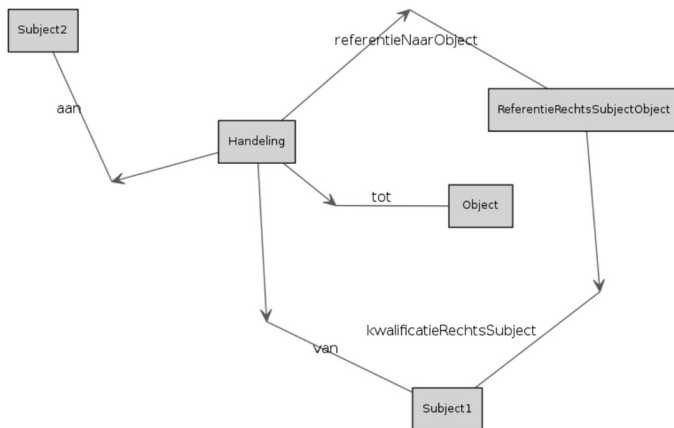 Subject2
referentieNaarObject
aan
ReferentieRechtsSubjectObject
Handeling
tot
Object
kwalificatieRechtsSubject
van
Subject1